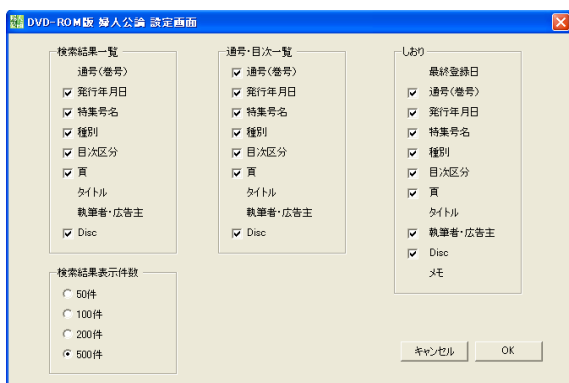 DVD-ROM版 婦人公論 設定画面
検索結果一覧
通号(巻号)
発行年月日
特集号名
種別
目次区分
頁
タイトル
執筆者・広告主
Disc
通号・目次一覧
通号(巻号)
発行年月日
特集号名
種別
目次区分
頁
タイトル
執筆者・広告主
Disc
しおり
最終登録日
通号(巻号)
発行年月日
特集号名
種別
目次区分
頁
タイトル
執筆者・広告主
Disc
メモ
検索結果表示件数
50件
100件
200件
500件
キャンセル
OK